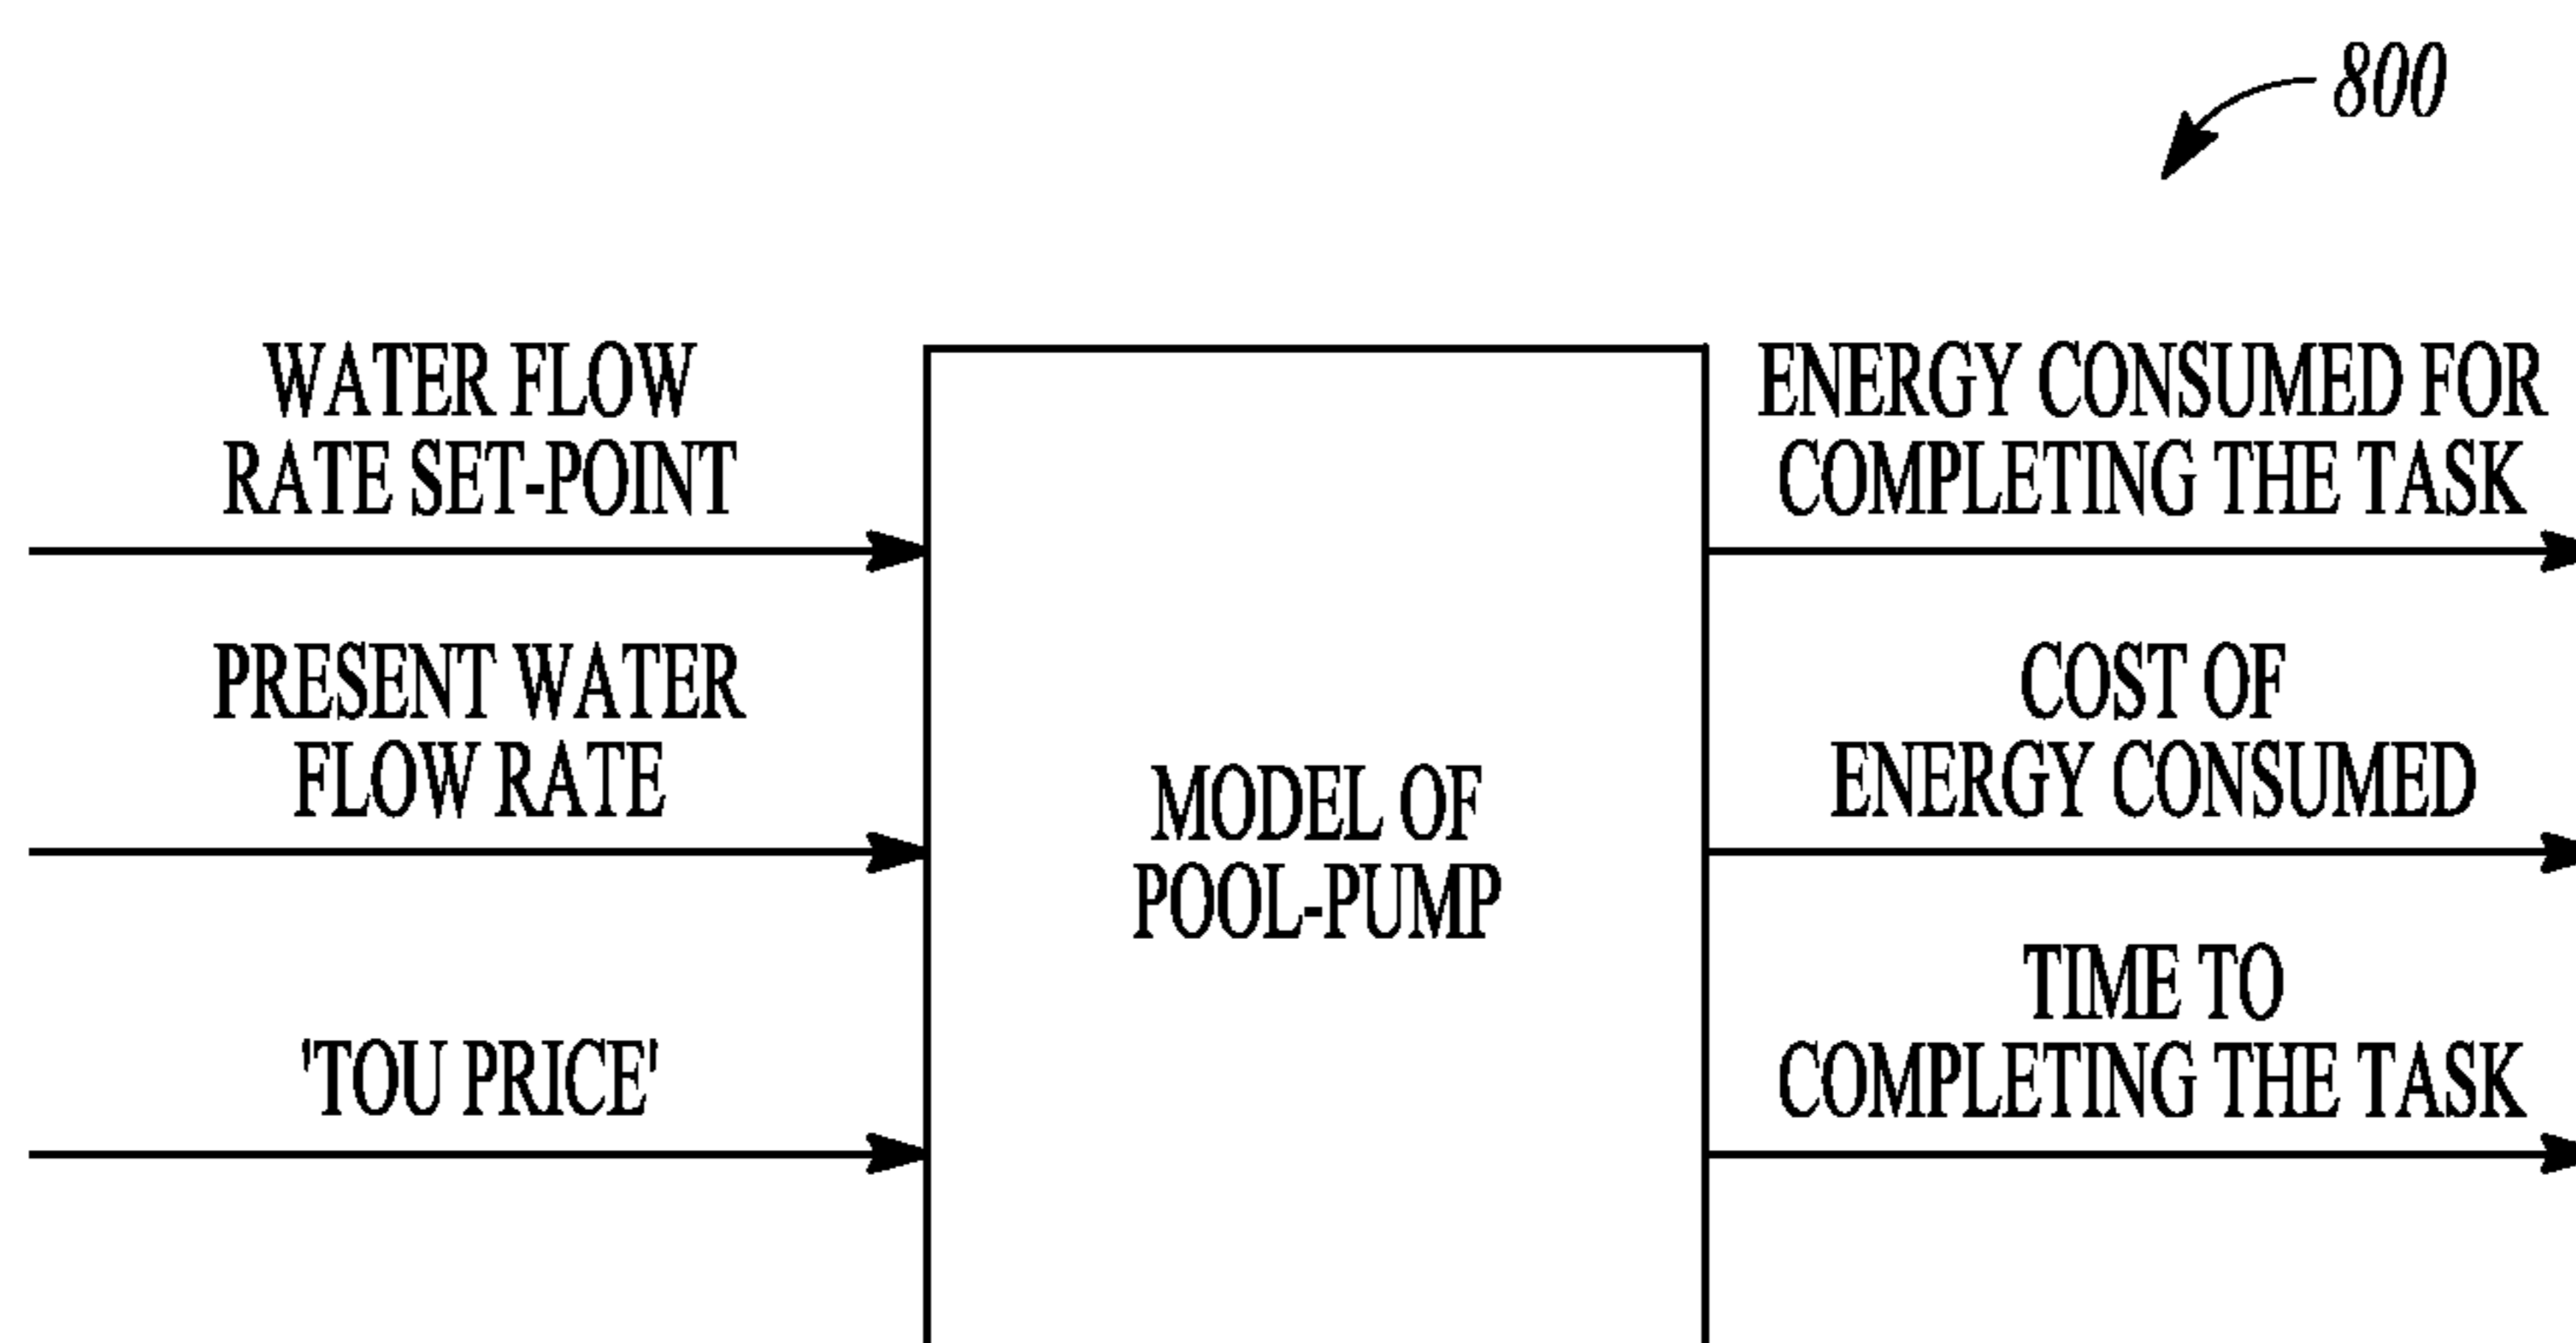 800
WATER FLOW
RATE SET-POINT
PRESENT WATER
FLOW RATE
'TOU PRICE'
MODEL OF
POOL-PUMP
ENERGY CONSUMED FOR
COMPLETING THE TASK
COST OF
ENERGY CONSUMED
TIME TO
COMPLETING THE TASK